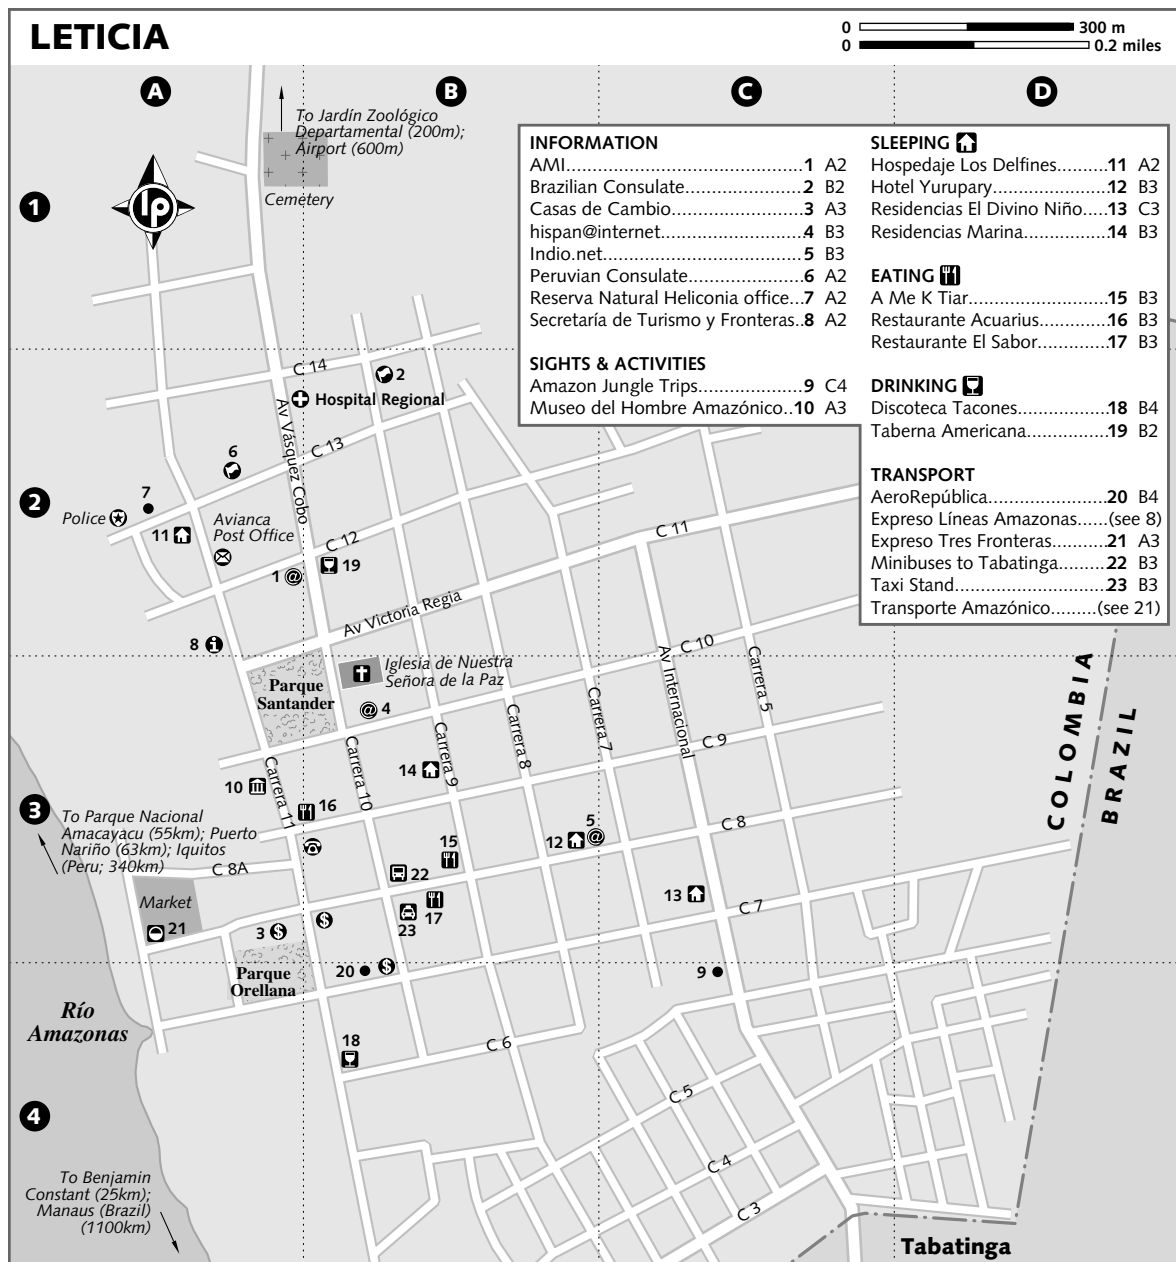 LETICIA
0 300 m
0 0.2 miles
A
B
C
D
1
2
3
4
lp
To Jardín Zoológico
Departamental (200m);
Airport (600m)
Cemetery
INFORMATION
AMI..........................................1 A2
Brazilian Consulate.....................2 B2
Casas de Cambio........................3 A3
hispan@internet..........................4 B3
Indio.net.....................................5 B3
Peruvian Consulate.....................6 A2
Reserva Natural Heliconia office...7 A2
Secretaría de Turismo y Fronteras..8 A2
SIGHTS & ACTIVITIES
Amazon Jungle Trips...................9 C4
Museo del Hombre Amazónico..10 A3
SLEEPING
Hospedaje Los Delfines..........11 A2
Hotel Yurupary.....................12 B3
Residencias El Divino Niño.....13 C3
Residencias Marina................14 B3
EATING
A Me K Tiar..........................15 B3
Restaurante Acuarius.............16 B3
Restaurante El Sabor..............17 B3
DRINKING
Discoteca Tacones.................18 B4
Taberna Americana................19 B2
TRANSPORT
AeroRepública......................20 B4
Expreso Líneas Amazonas......(see 8)
Expreso Tres Fronteras...........21 A3
Minibuses to Tabatinga..........22 B3
Taxi Stand............................23 B3
Transporte Amazónico.........(see 21)
C 14
2
Hospital Regional
Av Vásquez Cobo
C 13
6
7
Police
11
Avianca
Post Office
C 12
1 @
19
C 11
Av Victoria Regia
8
C 10
Iglesia de Nuestra
Señora de la Paz
Parque
Santander
@ 4
Av Internacional
Carrera 5
Carrera 7
Carrera 8
Carrera 9
Carrera 10
Carrera 11
C 9
14
10
16
COLOMBIA
BRAZIL
To Parque Nacional
Amacayacu (55km); Puerto
Nariño (63km); Iquitos
(Peru; 340km)
C 8
5
12 @
15
C 8A
22
Market
13
C 7
17
23
21
3 $
$
Parque
Orellana
20 $
9
Río
Amazonas
18
C 6
C 5
C 4
C 3
To Benjamin
Constant (25km);
Manaus (Brazil)
(1100km)
Tabatinga